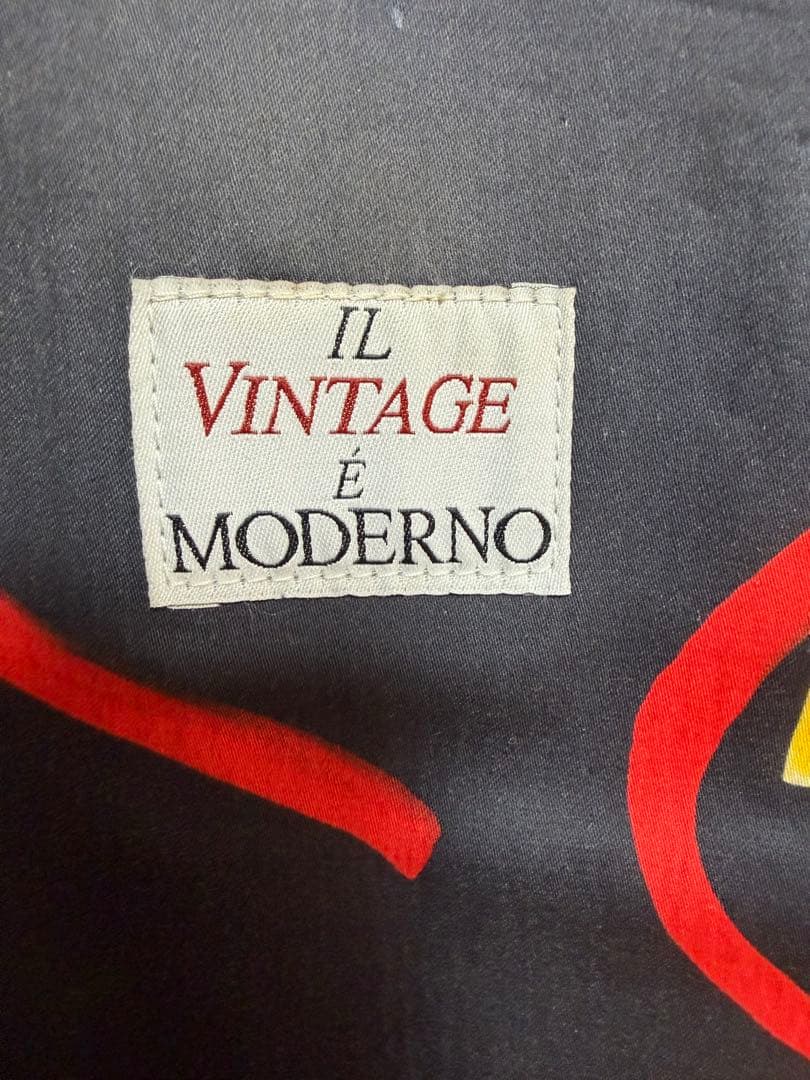 IL
VINTAGE
É
MODERNO